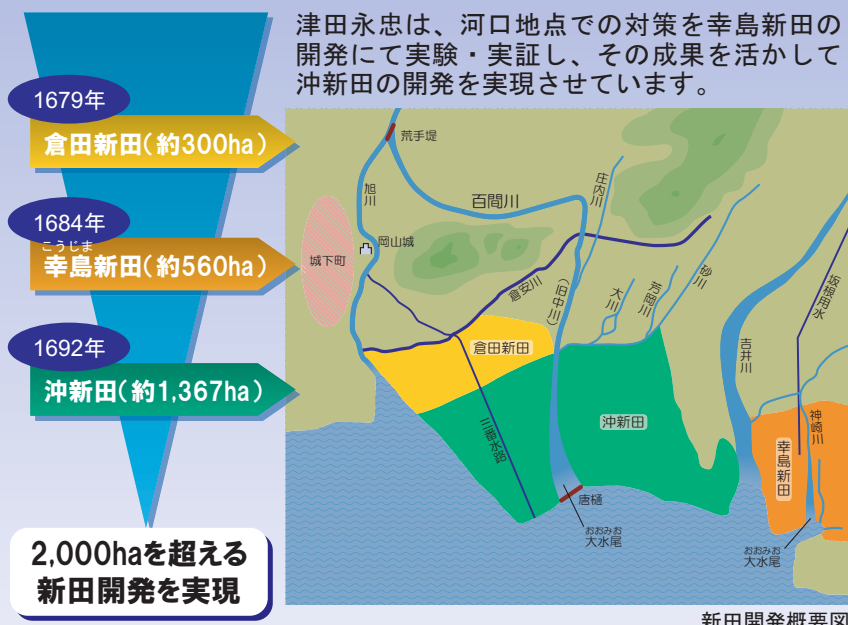 津田永忠は、河口地点での対策を幸島新田の
開発にて実験・実証し、その成果を活かして
沖新田の開発を実現させています。
1679年
倉田新田(約300ha)
1684年
こうじま
幸島新田(約560ha)
1692年
沖新田(約1,367ha)
2,000haを超える
新田開発を実現
荒手堤
旭川
百間川
庄内川
岡山城
城下町
倉安川
(旧中川)
大川
芳岡川
砂川
坂根用水
吉井川
倉田新田
沖新田
三番水路
神崎川
幸島新田
唐樋
おおみお
大水尾
おおみお
大水尾
新田開発概要図